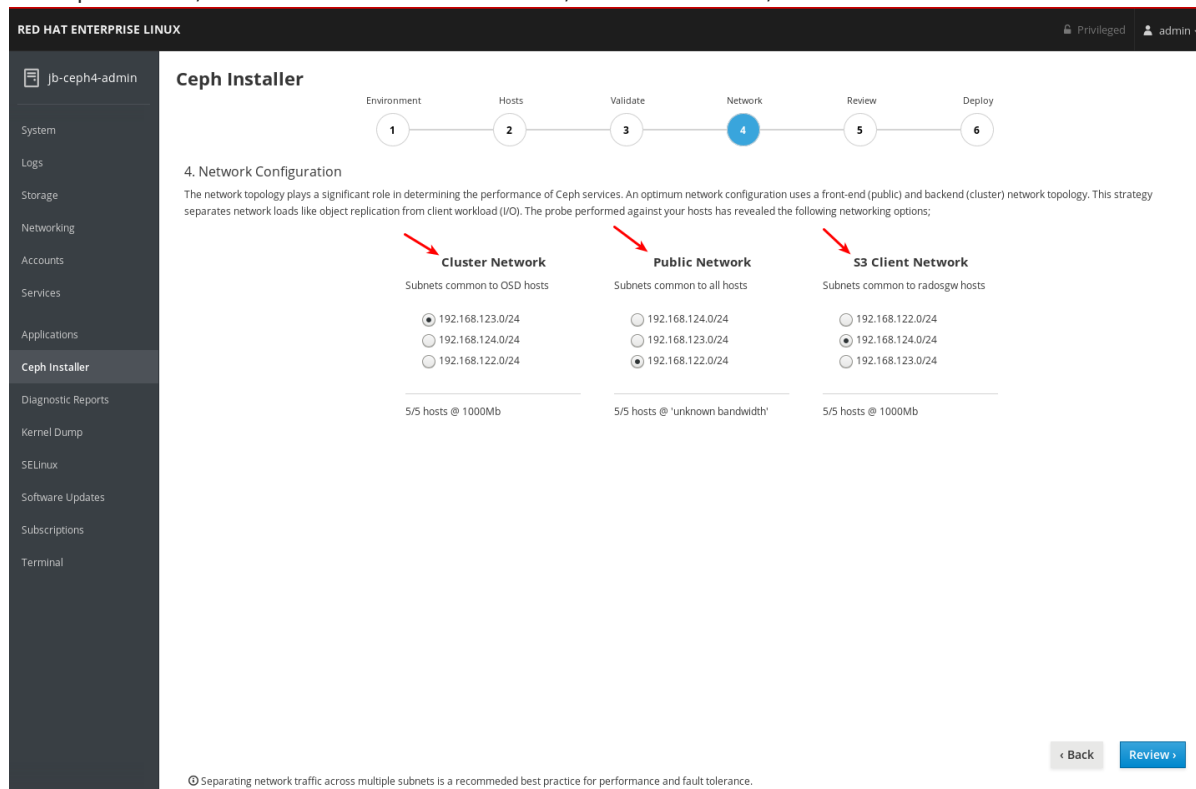 RED HAT ENTERPRISE LINUX
Privileged
admin
jb-ceph4-admin
System
Logs
Storage
Networking
Accounts
Services
Applications
Ceph Installer
Diagnostic Reports
Kernel Dump
SELinux
Software Updates
Subscriptions
Terminal
Ceph Installer
Environment Hosts Validate Network Review Deploy
1 2 3 4 5 6
4. Network Configuration
The network topology plays a significant role in determining the performance of Ceph services. An optimum network configuration uses a front-end (public) and backend (cluster) network topology. This strategy
separates network loads like object replication from client workload (I/O). The probe performed against your hosts has revealed the following networking options;
Cluster Network
Subnets common to OSD hosts
192.168.123.0/24
192.168.124.0/24
192.168.122.0/24
5/5 hosts @ 1000Mb
Public Network
Subnets common to all hosts
192.168.124.0/24
192.168.123.0/24
192.168.122.0/24
5/5 hosts @ 'unknown bandwidth'
S3 Client Network
Subnets common to radosgw hosts
192.168.122.0/24
192.168.124.0/24
192.168.123.0/24
5/5 hosts @ 1000Mb
‹ Back
Review ›
Separating network traffic across multiple subnets is a recommeded best practice for performance and fault tolerance.